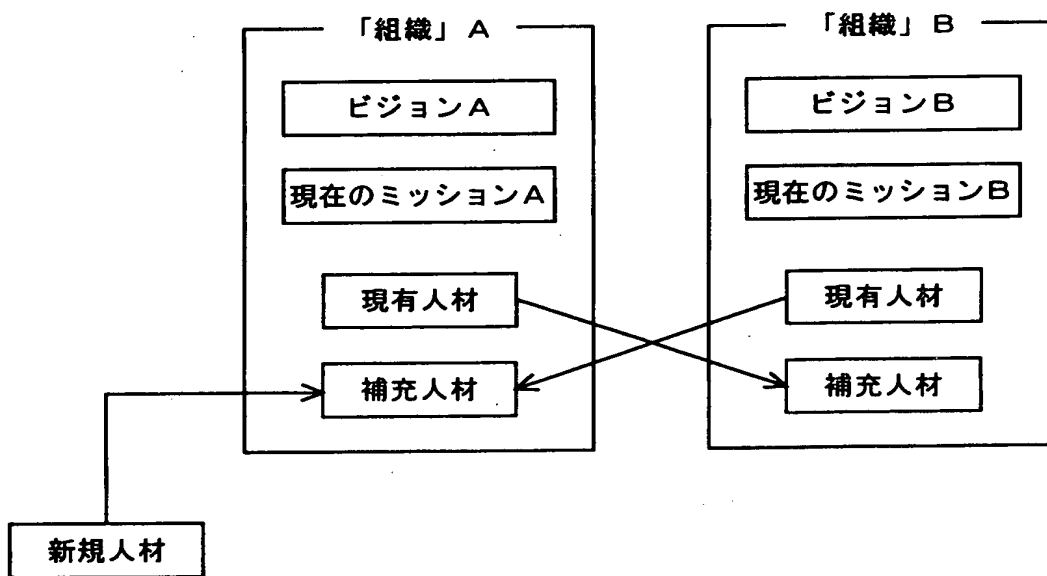 「組織」A
ビジョンA
現在のミッションA
現有人材
補充人材
「組織」B
ビジョンB
現在のミッションB
現有人材
補充人材
新規人材